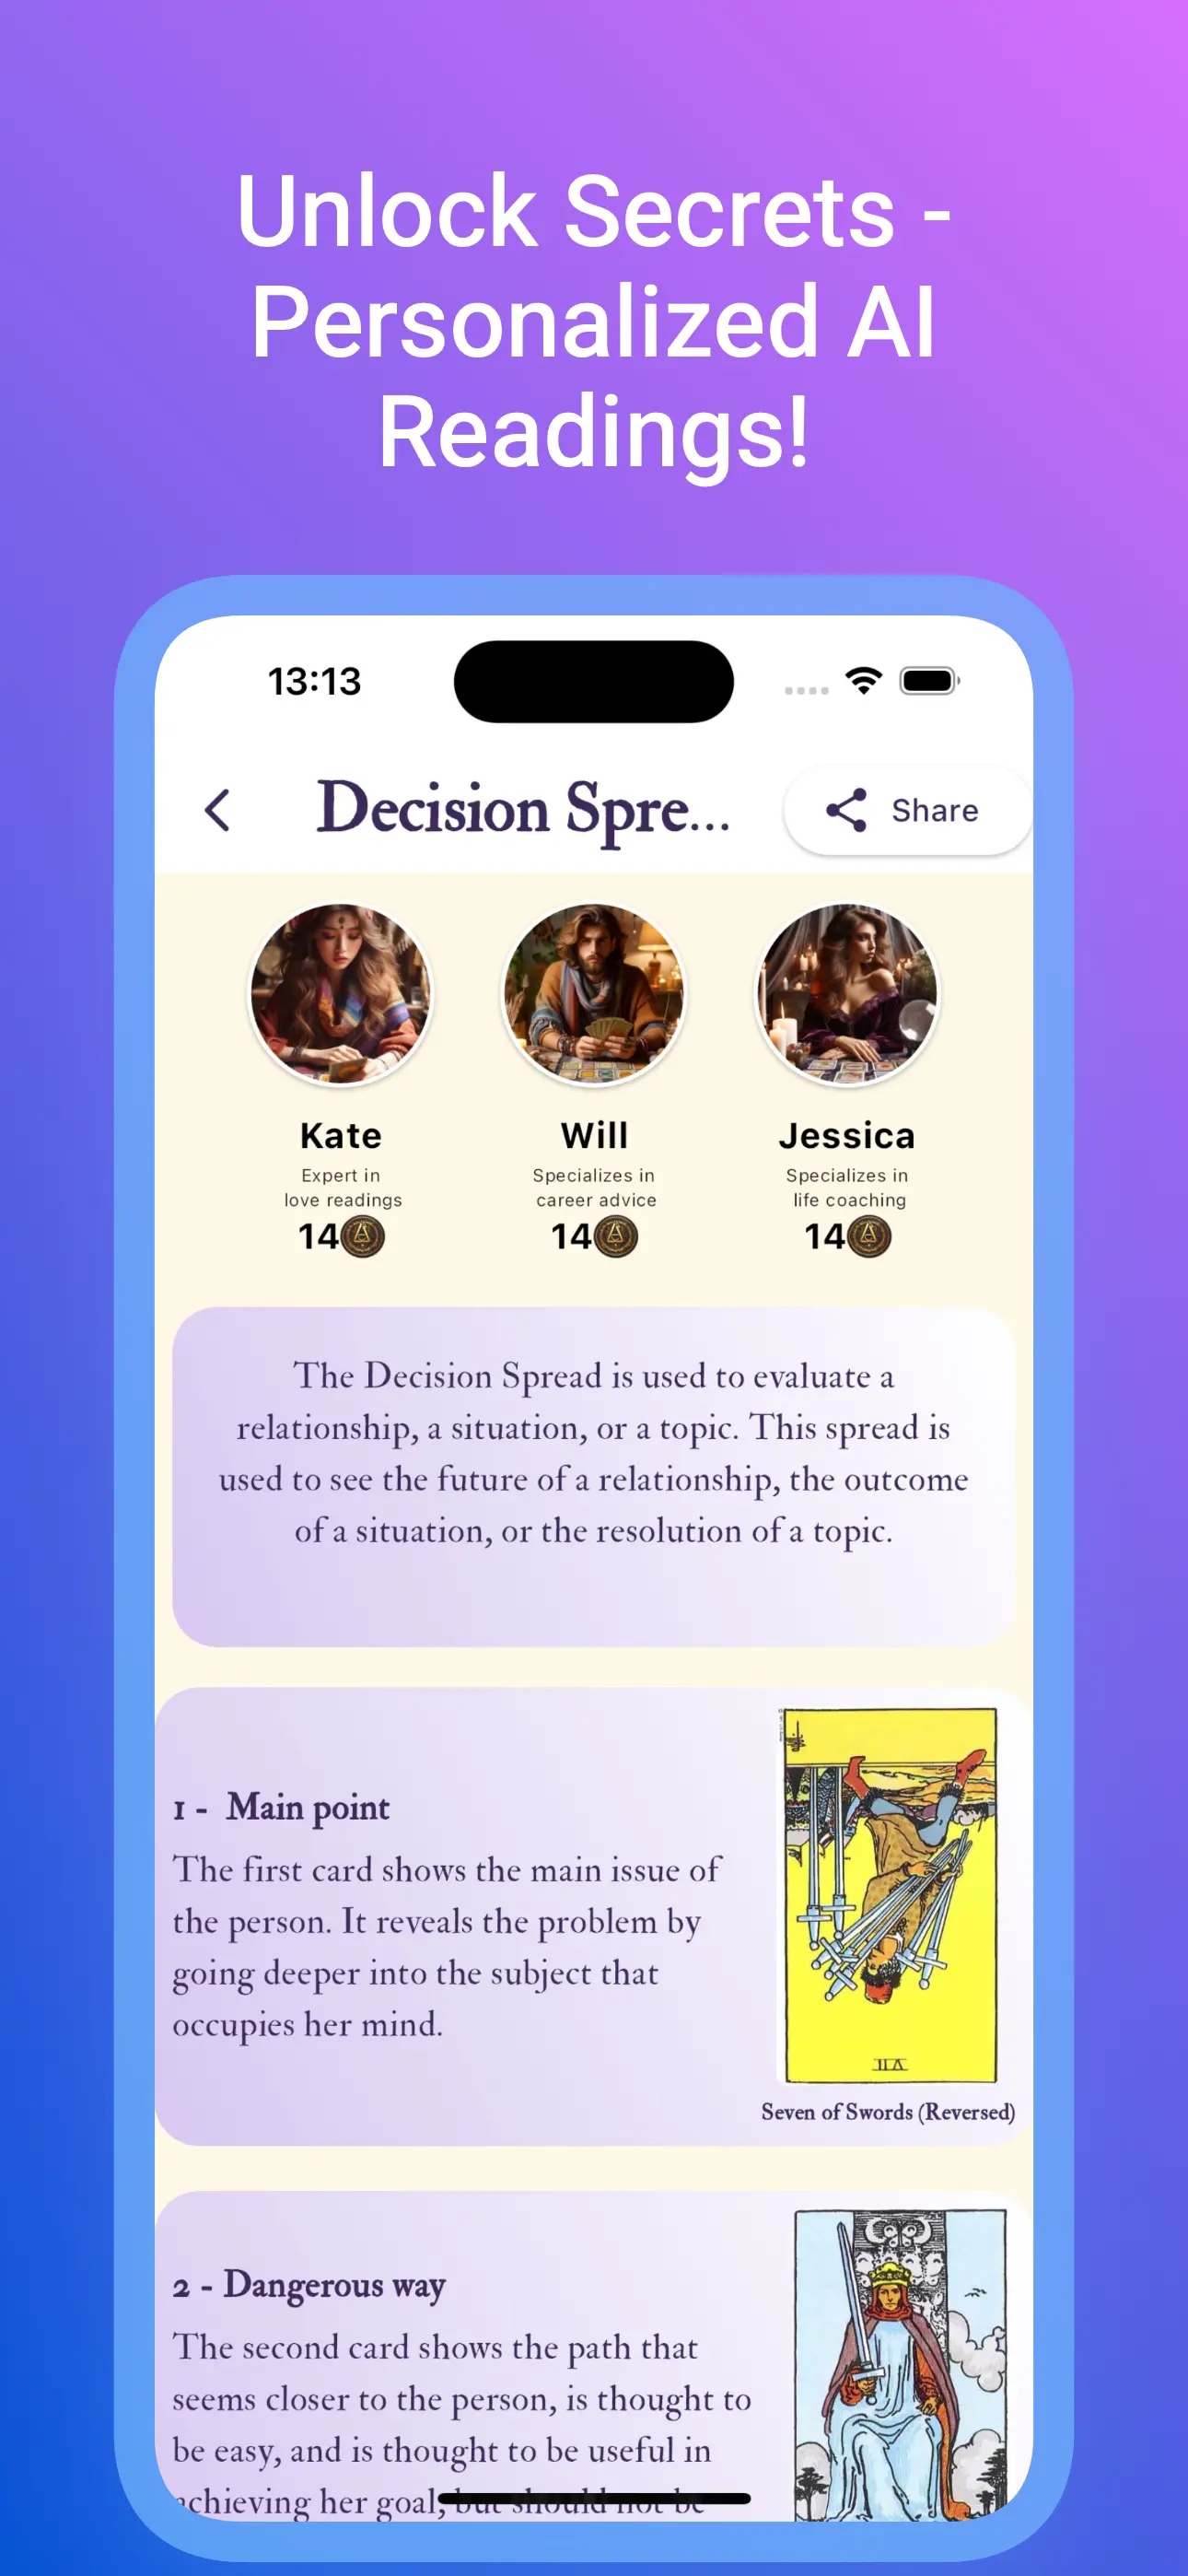 Unlock Secrets -
Personalized AI
Readings!
13:13
Decision Spre...
Share
Kate
Will
Jessica
Expert in
love readings
Specializes in
career advice
Specializes in
life coaching
14
14
14
The Decision Spread is used to evaluate a
relationship, a situation, or a topic. This spread is
used to see the future of a relationship, the outcome
of a situation, or the resolution of a topic.
1 - Main point
The first card shows the main issue of
the person. It reveals the problem by
going deeper into the subject that
occupies her mind.
VII
Seven of Swords (Reversed)
2 - Dangerous way
The second card shows the path that
seems closer to the person, is thought to
be easy, and is thought to be useful in
achieving her goal, but should not be